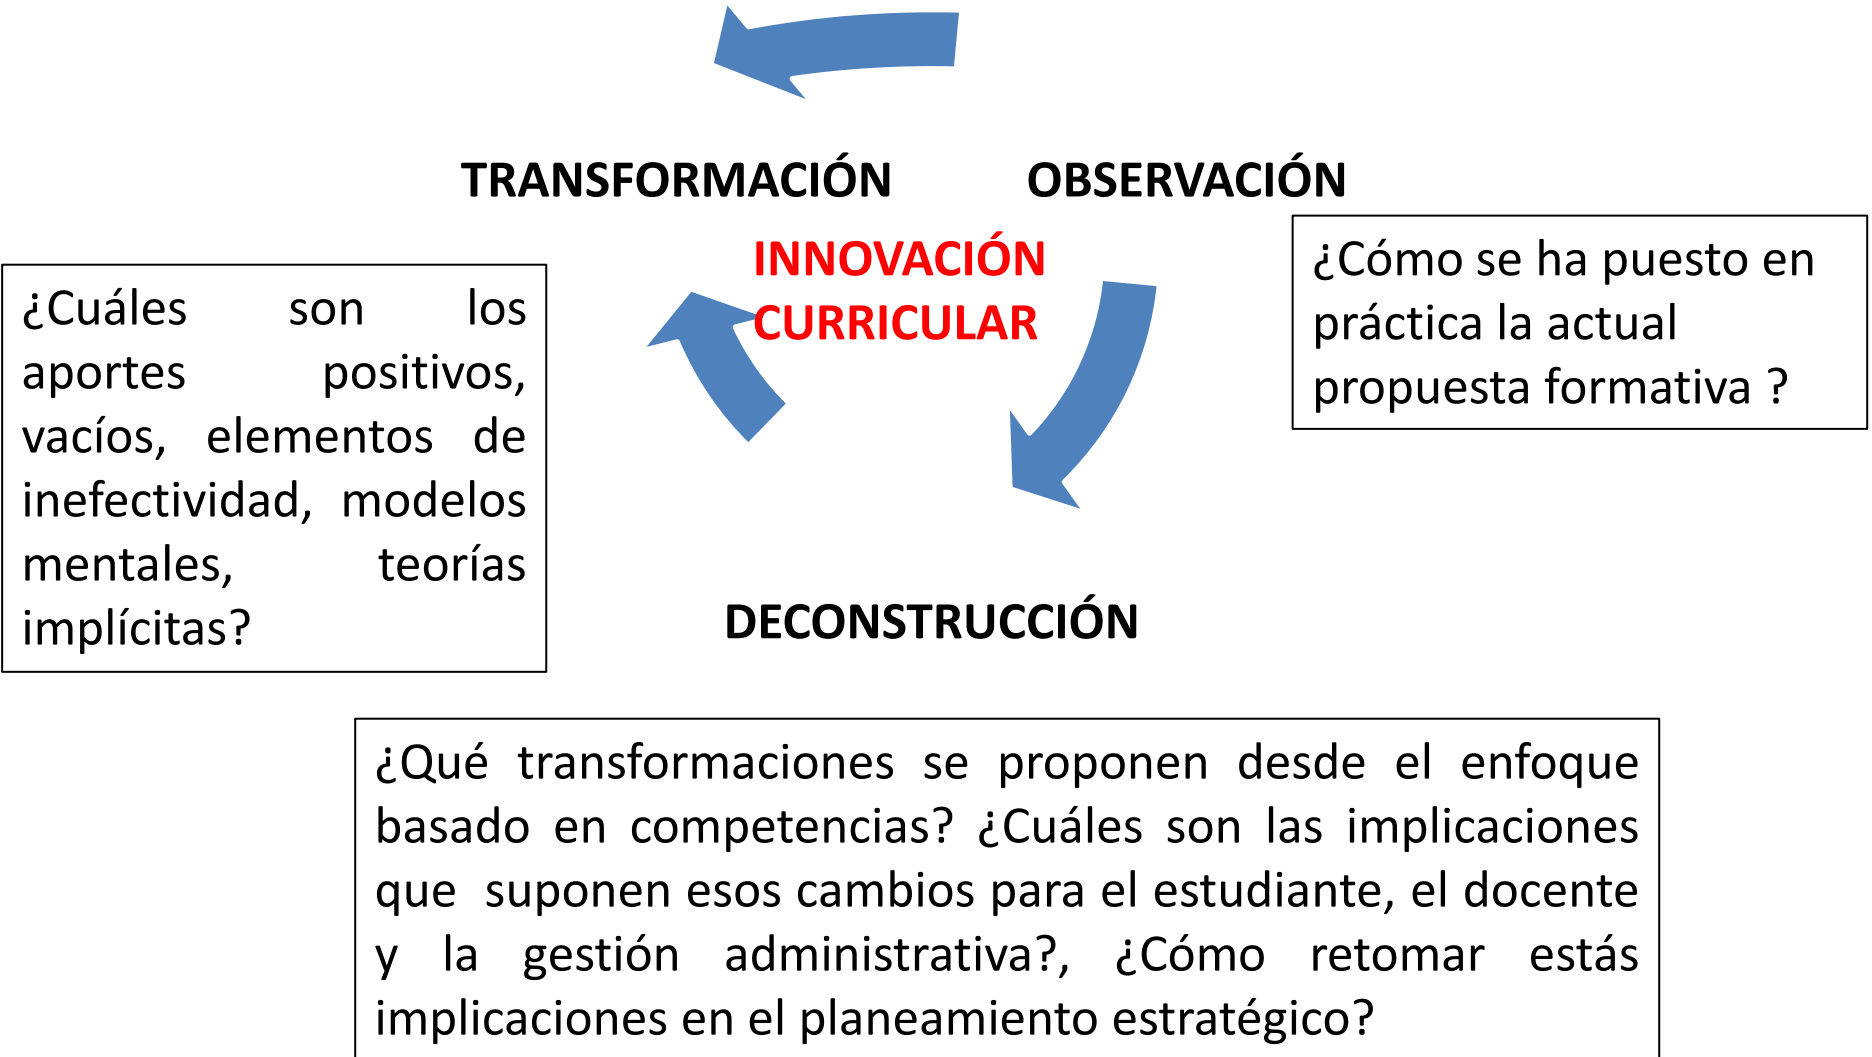 TRANSFORMACIÓN
OBSERVACIÓN
INNOVACIÓN
CURRICULAR
¿Cómo se ha puesto en
práctica la actual
propuesta formativa ?
¿Cuáles son los
aportes positivos,
vacíos, elementos de
inefectividad, modelos
mentales, teorías
implícitas?
DECONSTRUCCIÓN
¿Qué transformaciones se proponen desde el enfoque
basado en competencias? ¿Cuáles son las implicaciones
que suponen esos cambios para el estudiante, el docente
y la gestión administrativa?, ¿Cómo retomar estás
implicaciones en el planeamiento estratégico?